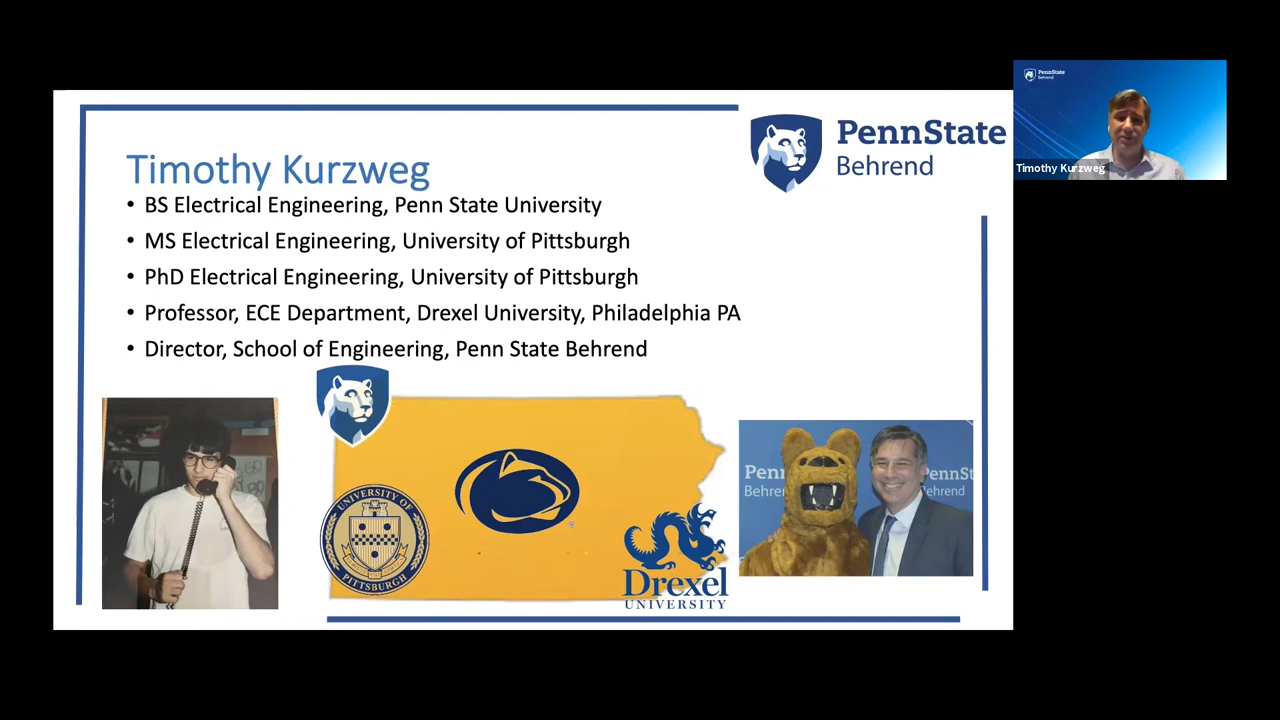 Timothy Kurzweg
PennState
Behrend
• BS Electrical Engineering, Penn State University
• MS Electrical Engineering, University of Pittsburgh
• PhD Electrical Engineering, University of Pittsburgh
• Professor, ECE Department, Drexel University, Philadelphia PA
• Director, School of Engineering, Penn State Behrend
UNIVERSITY OF
PITTSBURGH
Drexel
UNIVERSITY
Penn
Behrend
PennState
Behrend
PennState
Behrend
Timothy Kurzweg